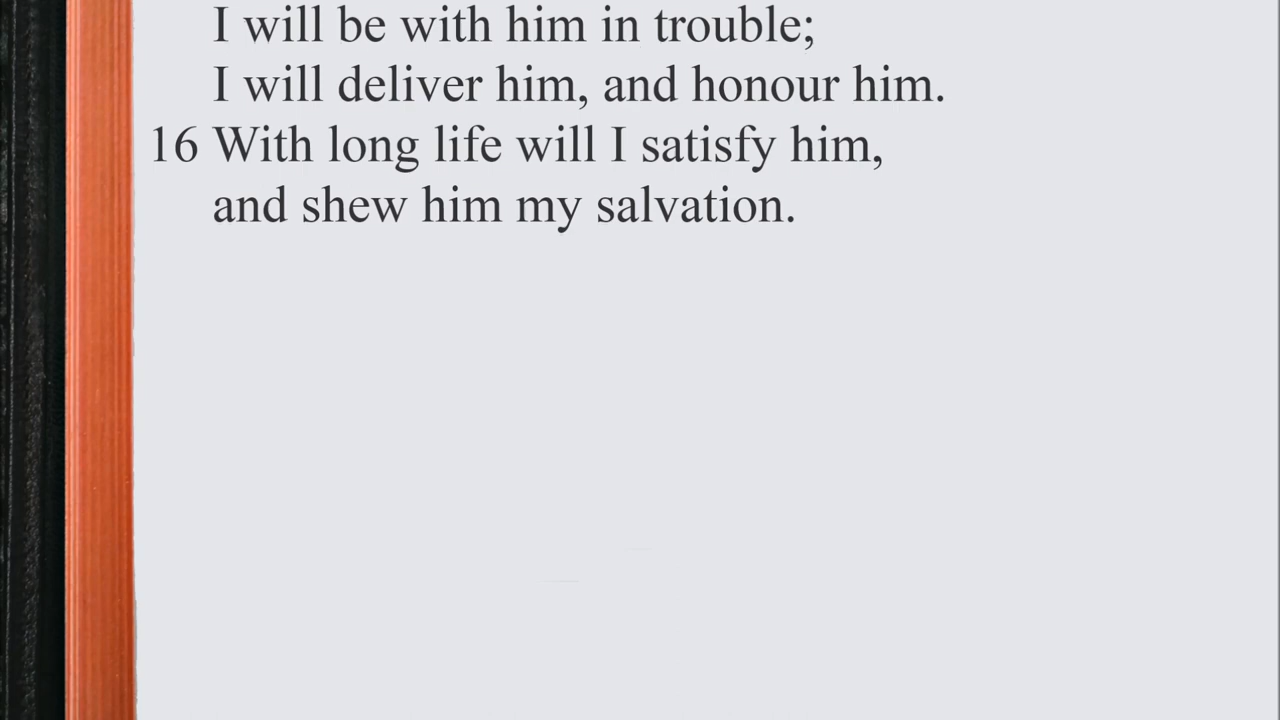 I will be with him in trouble;
I will deliver him, and honour him.
16 With long life will I satisfy him,
and shew him my salvation.